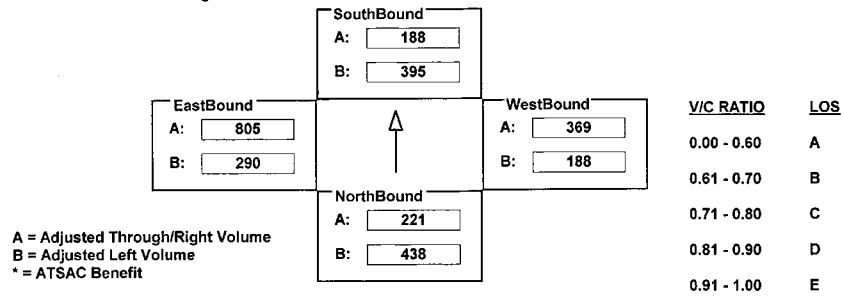 SouthBound
A: 188
B: 395
EastBound
A: 805
B: 290
WestBound
A: 369
B: 188
NorthBound
A: 221
B: 438
A = Adjusted Through/Right Volume
B = Adjusted Left Volume
* = ATSAC Benefit
V/C RATIO LOS
0.00 - 0.60 A
0.61 - 0.70 B
0.71 - 0.80 C
0.81 - 0.90 D
0.91 - 1.00 E